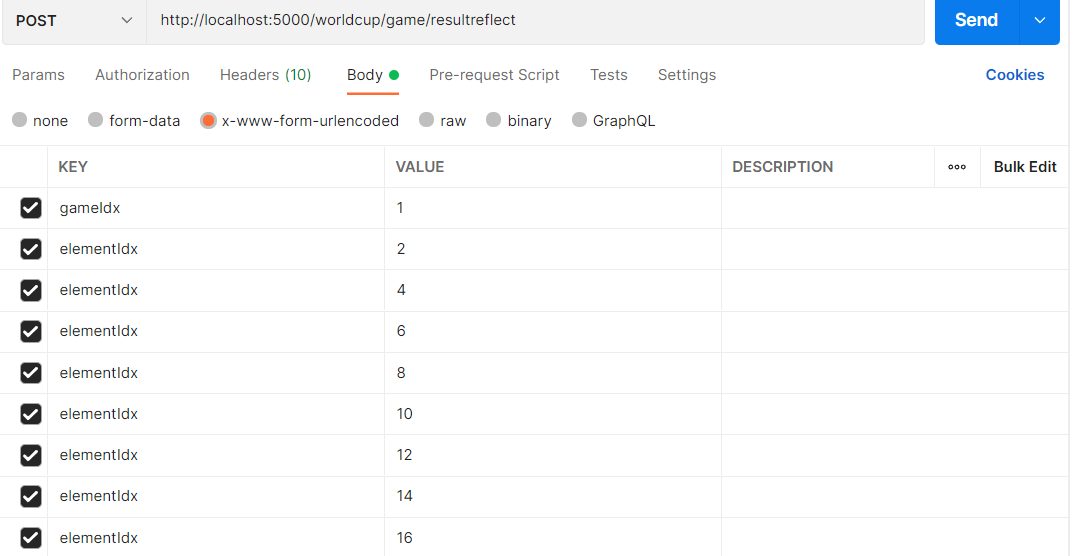 POST http://localhost:5000/worldcup/game/resultreflect Send
Params Authorization Headers (10) Body Pre-request Script Tests Settings Cookies
none form-data x-www-form-urlencoded raw binary GraphQL
KEY VALUE DESCRIPTION ooo Bulk Edit
gameIdx 1
elementIdx 2
elementIdx 4
elementIdx 6
elementIdx 8
elementIdx 10
elementIdx 12
elementIdx 14
elementIdx 16